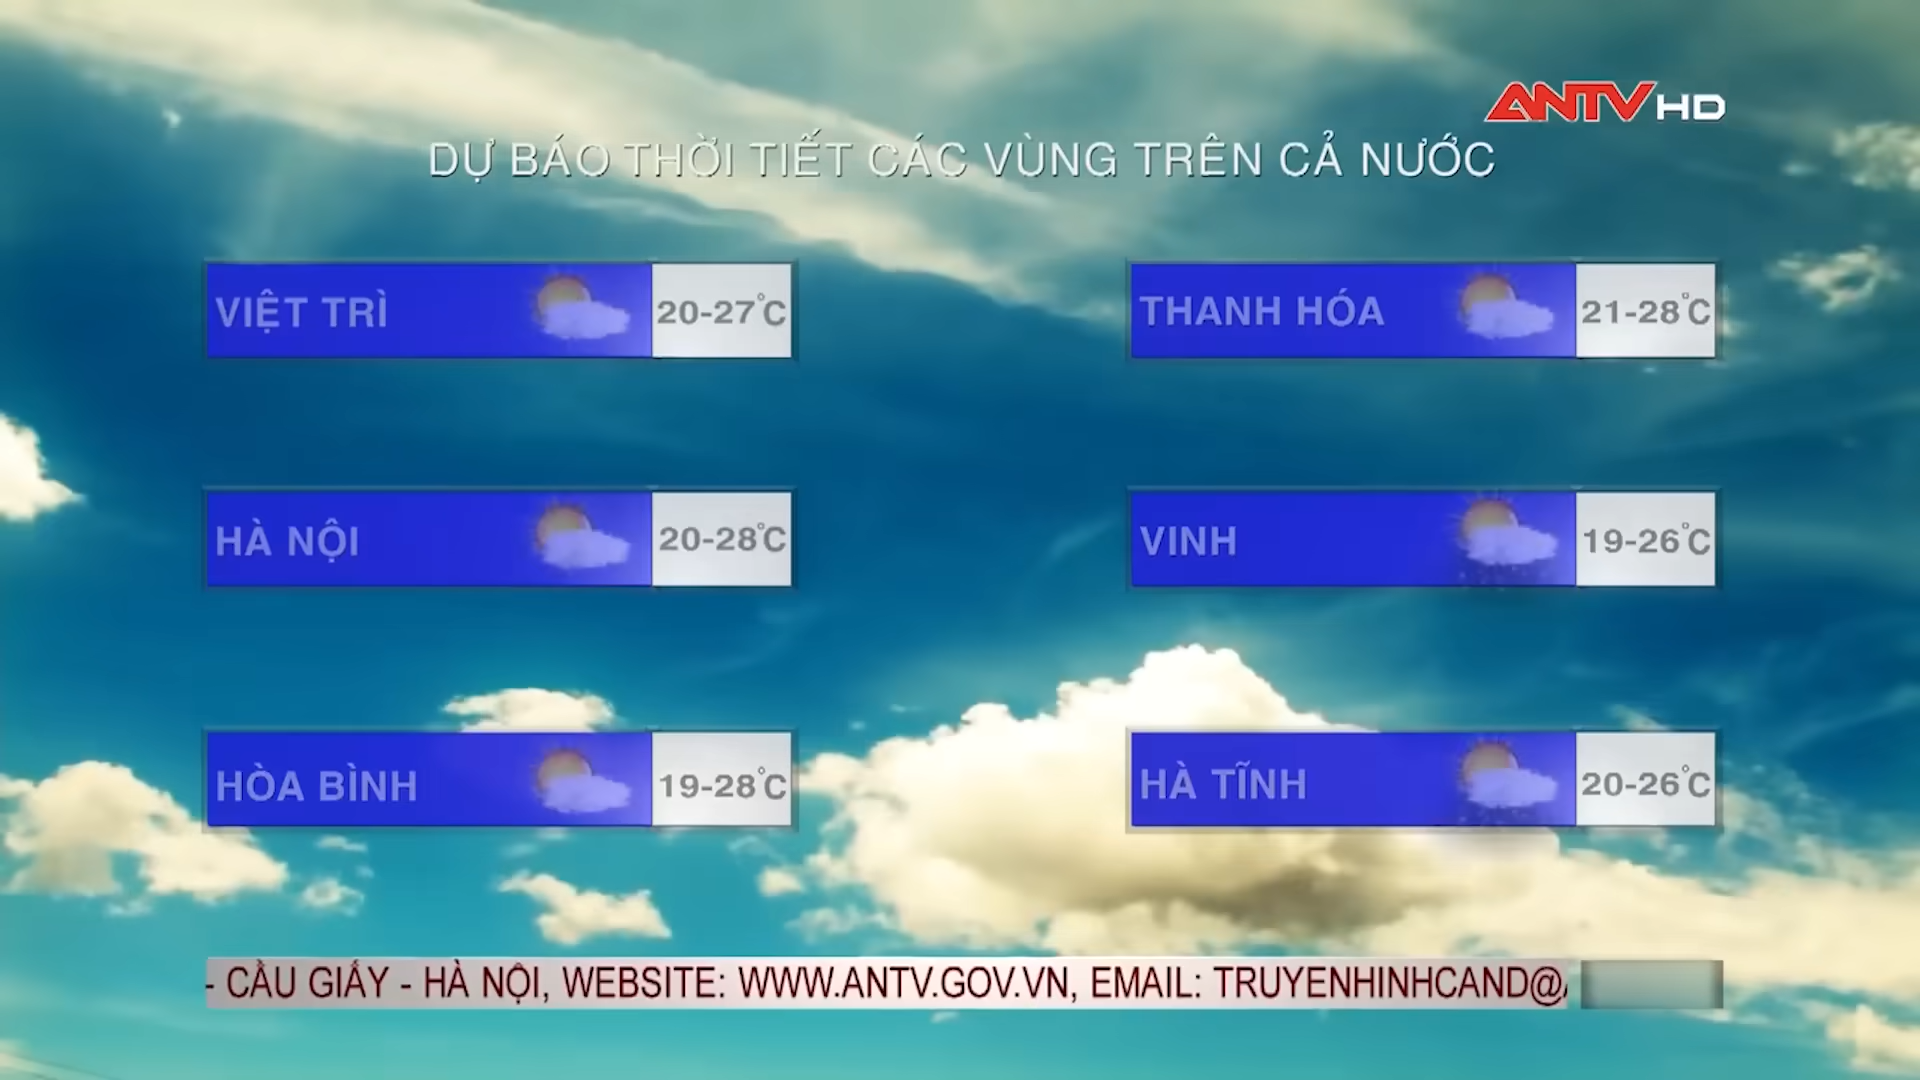 ANTV HD
DỰ BÁO THỜI TIẾT CÁC VÙNG TRÊN CẢ NƯỚC
VIỆT TRÌ 20-27°C
THANH HÓA 21-28°C
HÀ NỘI 20-28°C
VINH 19-26°C
HÒA BÌNH 19-28°C
HÀ TĨNH 20-26°C
- CẦU GIẤY - HÀ NỘI, WEBSITE: WWW.ANTV.GOV.VN, EMAIL: TRUYENHINHCAND@